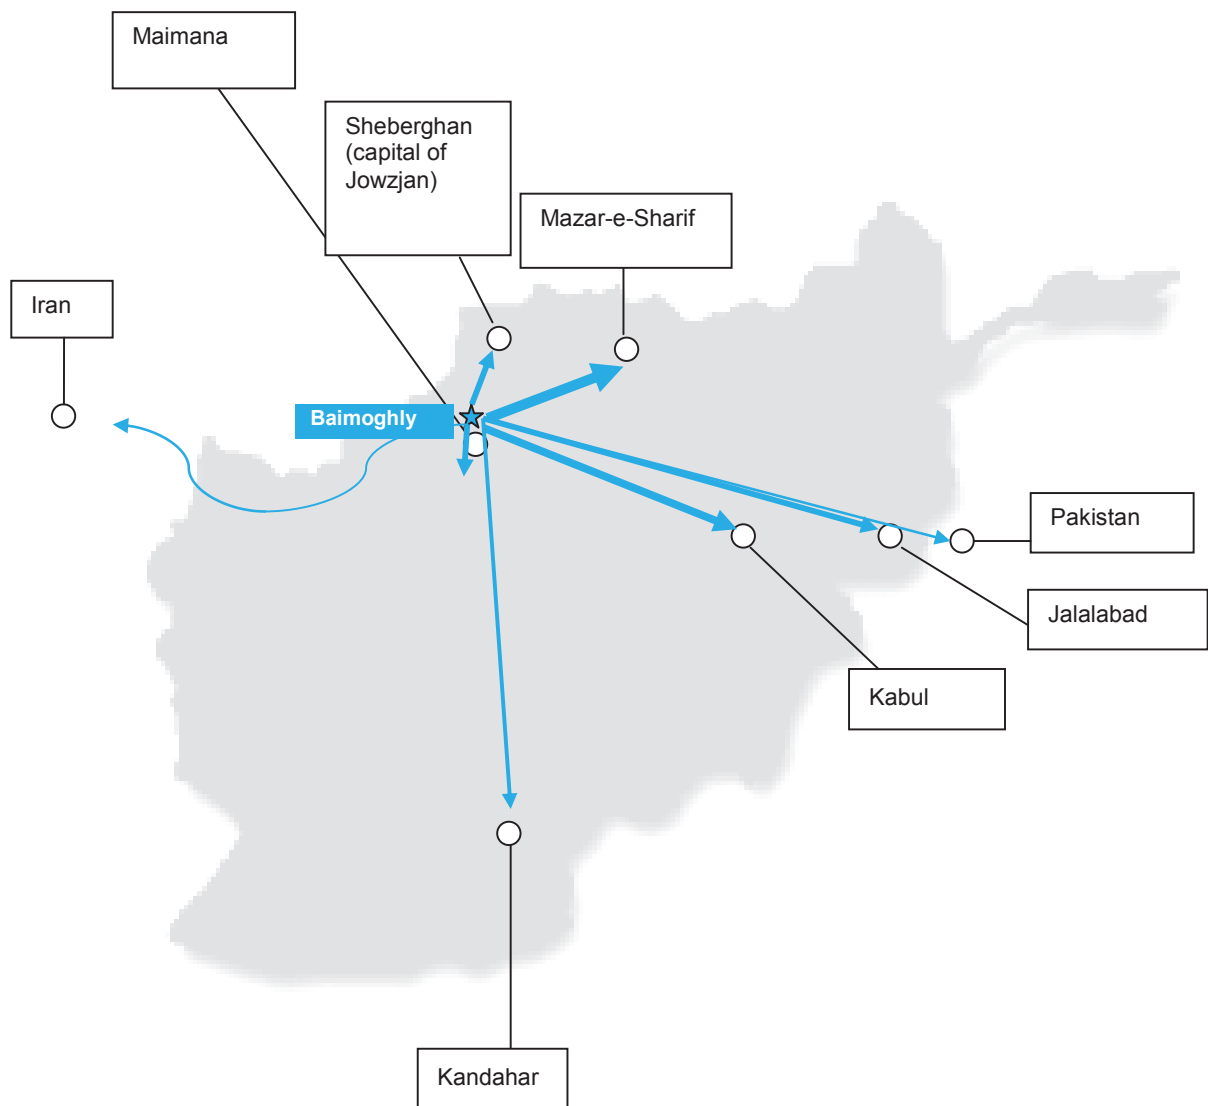 Maimana
Sheberghan
(capital of
Jowzjan)
Mazar-e-Sharif
Iran
Baimoghly
Pakistan
Jalalabad
Kabul
Kandahar